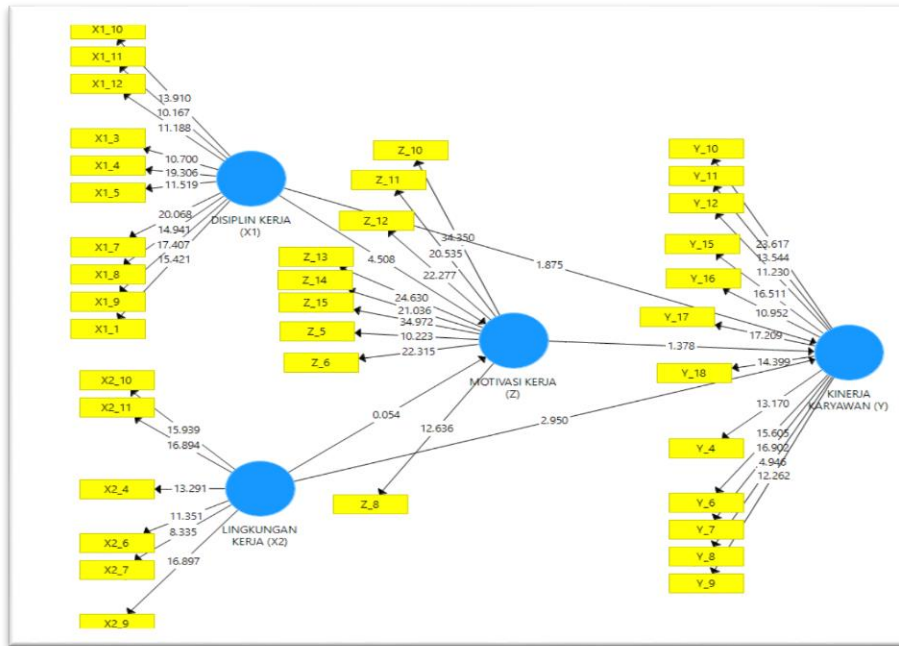 X1_10
X1_11
X1_12
X1_3
X1_4
X1_5
X1_7
X1_8
X1_9
X1_1
13.910
10.167
11.188
10.700
19.306
11.519
20.068
14.941
17.407
15.421
DISIPLIN KERJA
(X1)
X2_10
X2_11
X2_4
X2_6
X2_7
X2_9
15.939
16.894
13.291
11.351
8.335
16.897
LINGKUNGAN
KERJA (X2)
Z_10
Z_11
Z_12
Z_13
Z_14
Z_15
Z_5
Z_6
Z_8
34.350
20.535
22.277
24.630
21.036
34.972
10.223
22.315
12.636
MOTIVASI KERJA
(Z)
4.508
0.054
1.875
1.378
2.950
Y_10
Y_11
Y_12
Y_15
Y_16
Y_17
Y_18
Y_4
Y_6
Y_7
Y_8
Y_9
23.617
13.544
11.230
16.511
10.952
17.209
14.399
13.170
15.605
16.902
4.946
12.262
KINERJA
KARYAWAN (Y)